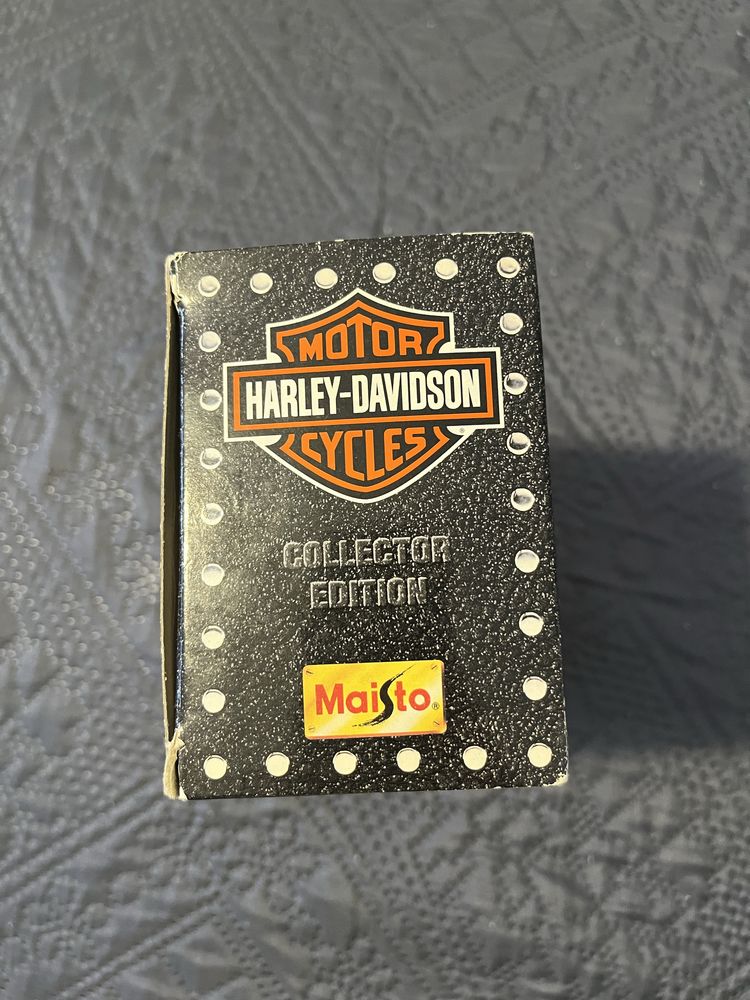 MOTOR
HARLEY-DAVIDSON
CYCLES
COLLECTOR
EDITION
Maisto®